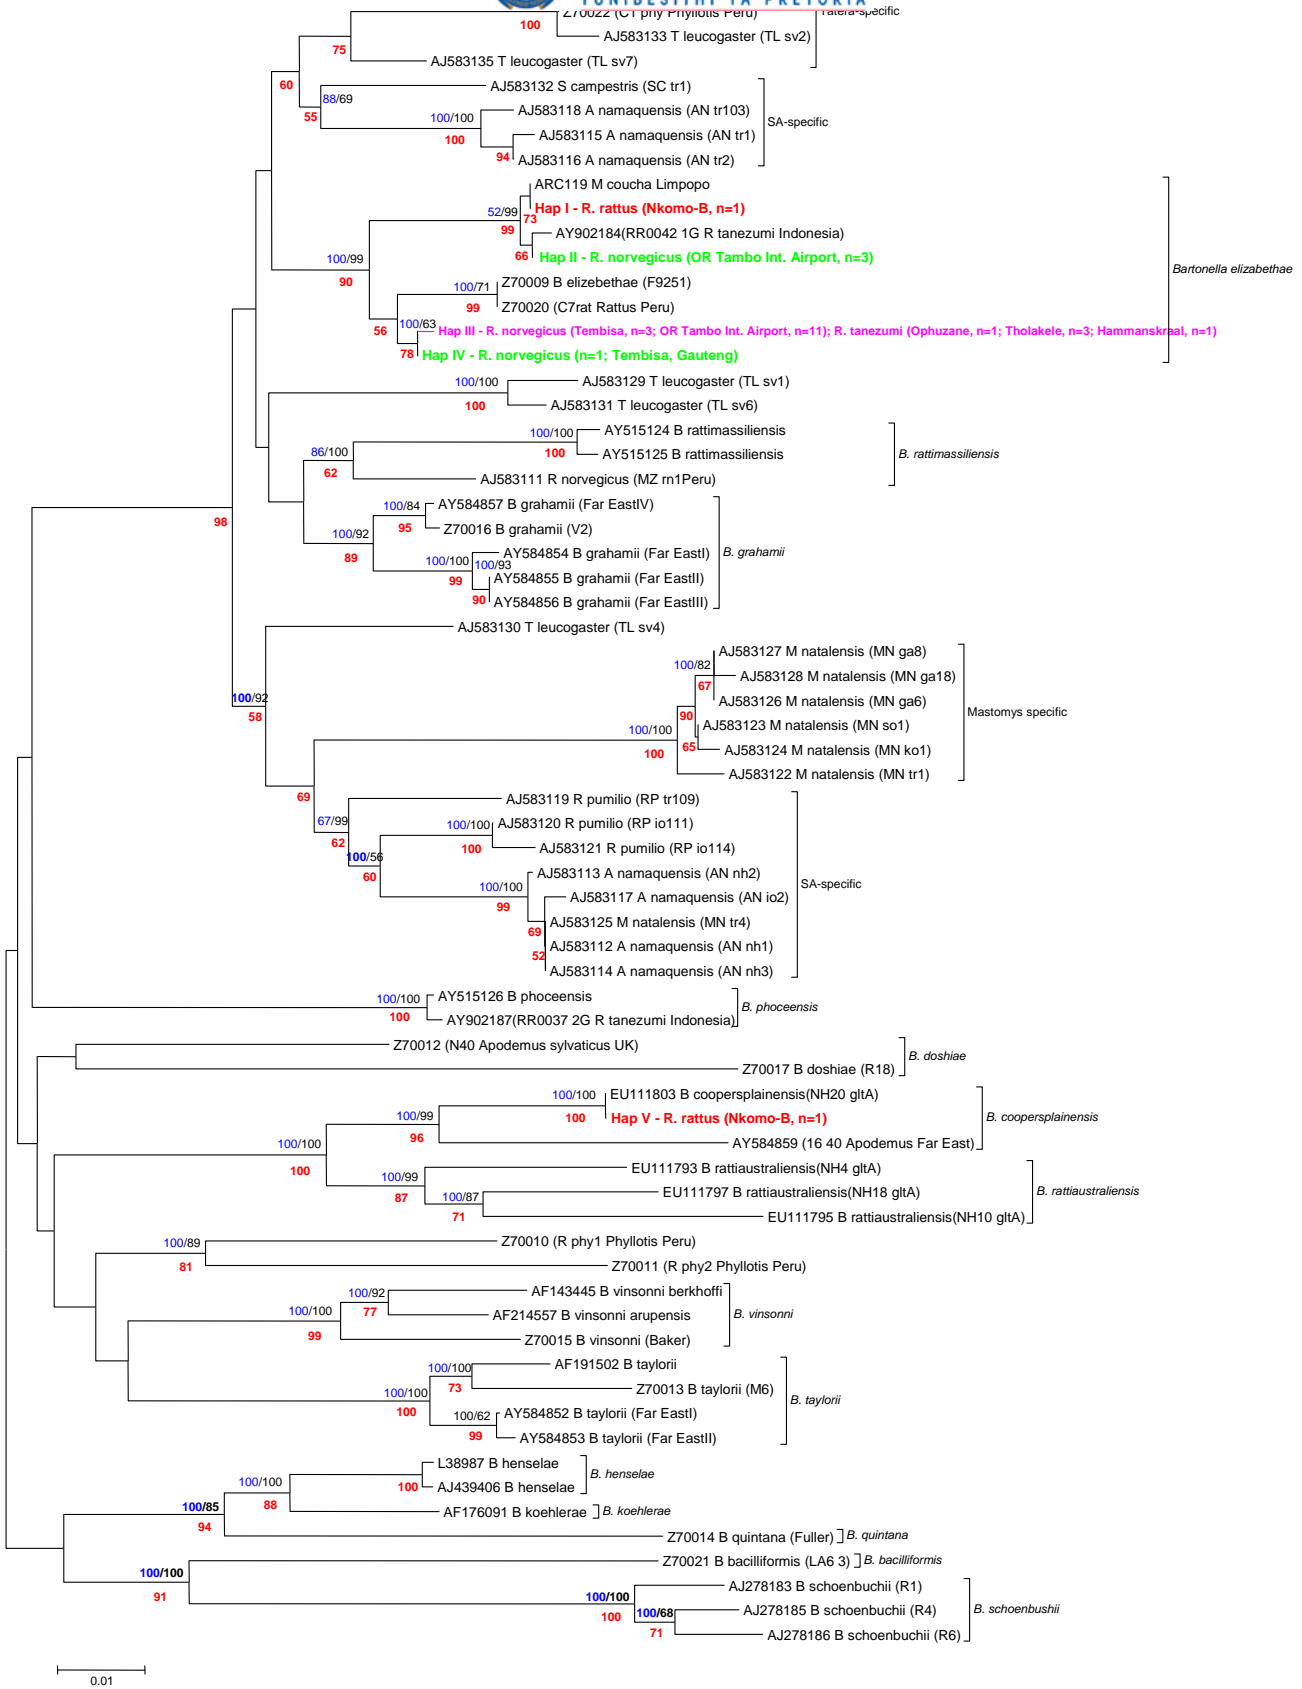 Z70022 (C1 phy Phyllotis Peru)
100
AJ583133 T leucogaster (TL sv2)
75
AJ583135 T leucogaster (TL sv7)
60
AJ583132 S campestris (SC tr1)
88/69
55
AJ583118 A namaquensis (AN tr103)
100/100
SA-specific
100
AJ583115 A namaquensis (AN tr1)
94
AJ583116 A namaquensis (AN tr2)
ARC119 M coucha Limpopo
52/99
Hap I - R. rattus (Nkomo-B, n=1)
73
99
AY902184(RR0042 1G R tanezumi Indonesia)
66
Hap II - R. norvegicus (OR Tambo Int. Airport, n=3)
100/99
Bartonella elizabethae
90
Z70009 B elizebethae (F9251)
100/71
99
Z70020 (C7rat Rattus Peru)
56
100/63
Hap III - R. norvegicus (Tembisa, n=3; OR Tambo Int. Airport, n=11); R. tanezumi (Ophuzane, n=1; Tholakele, n=3; Hammanskraal, n=1)
78
Hap IV - R. norvegicus (n=1; Tembisa, Gauteng)
100/100
AJ583129 T leucogaster (TL sv1)
100
AJ583131 T leucogaster (TL sv6)
AY515124 B rattimassiliensis
100/100
86/100
100
AY515125 B rattimassiliensis
B. rattimassiliensis
62
AJ583111 R norvegicus (MZ rn1Peru)
100/84
AY584857 B grahamii (Far EastIV)
98
95
Z70016 B grahamii (V2)
100/92
89
AY584854 B grahamii (Far EastI)
B. grahamii
100/100
100/93
99
AY584855 B grahamii (Far EastII)
90
AY584856 B grahamii (Far EastIII)
AJ583130 T leucogaster (TL sv4)
AJ583127 M natalensis (MN ga8)
100/82
AJ583128 M natalensis (MN ga18)
67
100/92
58
AJ583126 M natalensis (MN ga6)
90
Mastomys specific
AJ583123 M natalensis (MN so1)
100/100
65
100
AJ583124 M natalensis (MN ko1)
AJ583122 M natalensis (MN tr1)
69
AJ583119 R pumilio (RP tr109)
67/99
62
100/100
AJ583120 R pumilio (RP io111)
100
AJ583121 R pumilio (RP io114)
100/56
60
AJ583113 A namaquensis (AN nh2)
100/100
SA-specific
99
AJ583117 A namaquensis (AN io2)
AJ583125 M natalensis (MN tr4)
69
AJ583112 A namaquensis (AN nh1)
52
AJ583114 A namaquensis (AN nh3)
100/100
AY515126 B phoceensis
B. phoceensis
100
AY902187(RR0037 2G R tanezumi Indonesia)
Z70012 (N40 Apodemus sylvaticus UK)
B. doshiae
Z70017 B doshiae (R18)
100/100
EU111803 B coopersplainensis(NH20 gltA)
100/99
100
Hap V - R. rattus (Nkomo-B, n=1)
B. coopersplainensis
96
100/100
AY584859 (16 40 Apodemus Far East)
100
EU111793 B rattiaustraliensis(NH4 gltA)
100/99
87
100/87
EU111797 B rattiaustraliensis(NH18 gltA)
B. rattiaustraliensis
71
EU111795 B rattiaustraliensis(NH10 gltA)
100/89
Z70010 (R phy1 Phyllotis Peru)
81
Z70011 (R phy2 Phyllotis Peru)
100/92
AF143445 B vinsonni berkhoffi
100/100
77
AF214557 B vinsonni arupensis
B. vinsonni
99
Z70015 B vinsonni (Baker)
100/100
AF191502 B taylorii
73
Z70013 B taylorii (M6)
100/100
B. taylorii
100
100/62
AY584852 B taylorii (Far EastI)
99
AY584853 B taylorii (Far EastII)
L38987 B henselae
B. henselae
100/100
100
AJ439406 B henselae
88
100/85
AF176091 B koehlerae
B. koehlerae
94
Z70014 B quintana (Fuller)
B. quintana
Z70021 B bacilliformis (LA6 3)
B. bacilliformis
100/100
91
100/100
AJ278183 B schoenbuchii (R1)
100
100/68
AJ278185 B schoenbuchii (R4)
B. schoenbushii
71
AJ278186 B schoenbuchii (R6)
0.01